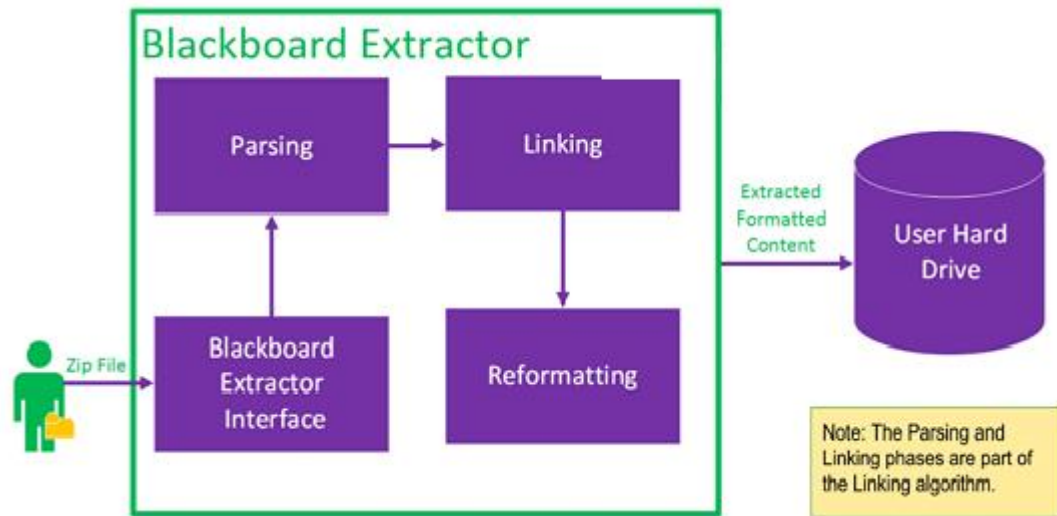 Blackboard Extractor
Parsing
Linking
Blackboard
Extractor
Interface
Reformatting
Zip File
Extracted
Formatted
Content
User Hard
Drive
Note: The Parsing and
Linking phases are part of
the Linking algorithm.